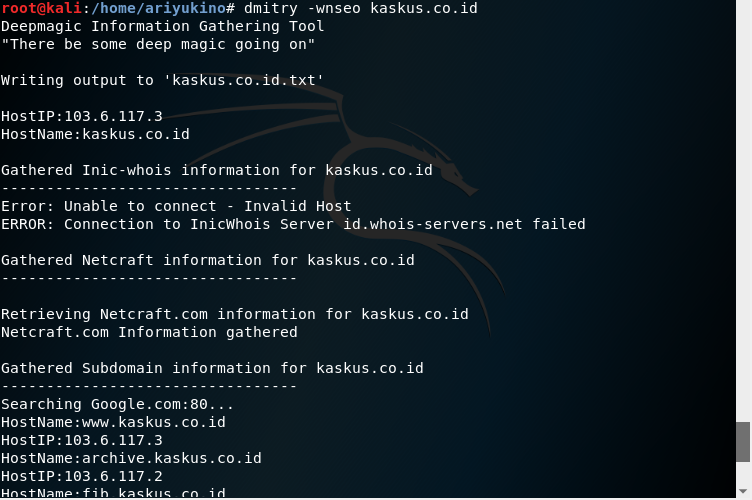 root@kali:/home/ariyukino# dmitry -wnseo kaskus.co.id
Deepmagic Information Gathering Tool
"There be some deep magic going on"
Writing output to 'kaskus.co.id.txt'
HostIP:103.6.117.3
HostName:kaskus.co.id
Gathered Inic-whois information for kaskus.co.id
---------------------------------
Error: Unable to connect - Invalid Host
ERROR: Connection to InicWhois Server id.whois-servers.net failed
Gathered Netcraft information for kaskus.co.id
---------------------------------
Retrieving Netcraft.com information for kaskus.co.id
Netcraft.com Information gathered
Gathered Subdomain information for kaskus.co.id
---------------------------------
Searching Google.com:80...
HostName:www.kaskus.co.id
HostIP:103.6.117.3
HostName:archive.kaskus.co.id
HostIP:103.6.117.2
HostName:fjb.kaskus.co.id